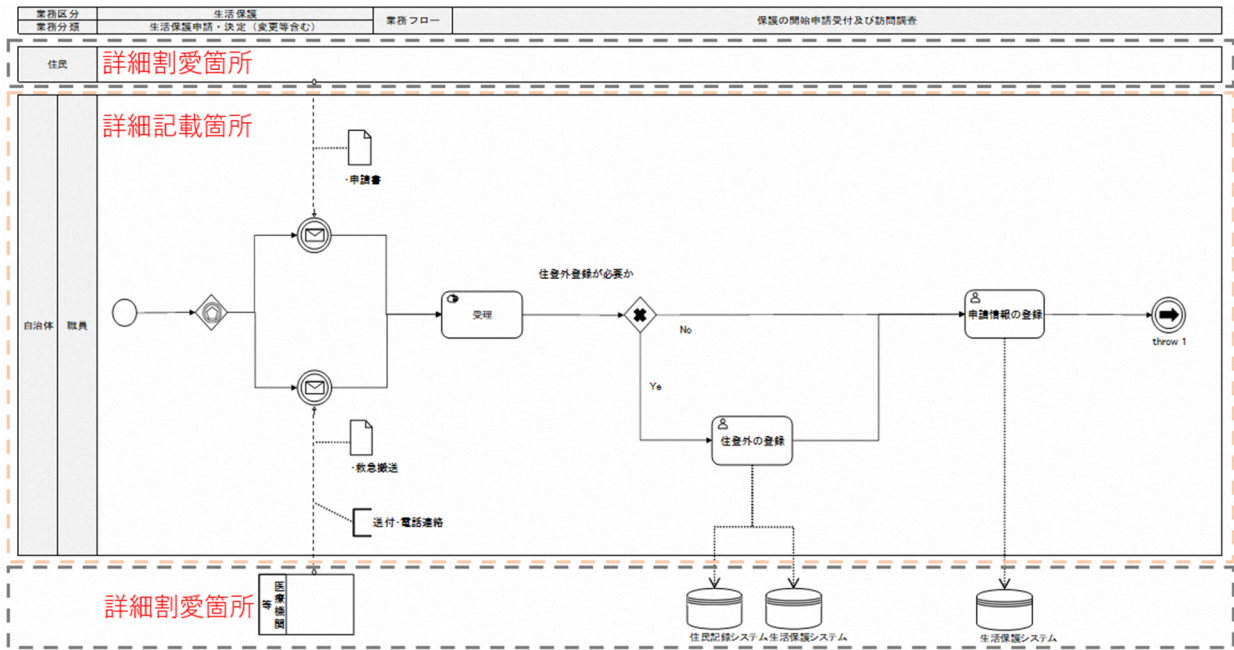 業務区分 生活保護 業務フロー 保護の開始申請受付及び訪問調査
業務分類 生活保護申請・決定（変更等含む）
住民 詳細割愛箇所
詳細記載箇所
・申請書
住登外登録が必要か
自治体 職員 受理 No 申請情報の登録
throw 1
Ye
住登外の登録
・救急搬送
送付・電話連絡
詳細割愛箇所 医療機関等
住民記録システム 生活保護システム 生活保護システム